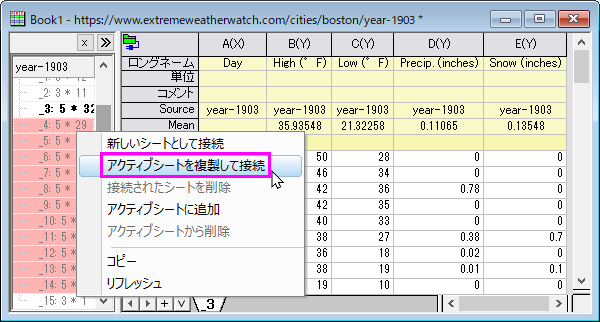 Book1 - https://www.extremeweatherwatch.com/cities/boston/year-1903 *
x »
year-1903
_1: 3 * 12
_2: 3 * 11
_3: 5 * 32
_4: 5 * 29
_5: 5 *
_6: 5 *
_7: 5 *
_8: 5 *
_9: 5 *
_10: 5 *
_11: 5 *
_12: 5 *
_13: 5 *
_14: 5 *
_15: 3 * 1
A(X) B(Y) C(Y) D(Y) E(Y)
ロングネーム Day High (° F) Low (° F) Precip. (inches) Snow (inches)
単位
コメント
Source year-1903 year-1903 year-1903 year-1903 year-1903
Mean 35.93548 21.32258 0.11065 0.13548
50 28 0 0
46 34 0 0
42 36 0.78 0
42 35 0 0
40 33 0 0
38 27 0.38 0.7
36 18 0.02 0
38 19 0.01 0.1
19 10 0 0
新しいシートとして接続
アクティブシートを複製して接続
接続されたシートを削除
アクティブシートに追加
アクティブシートから削除
コピー
リフレッシュ
_3